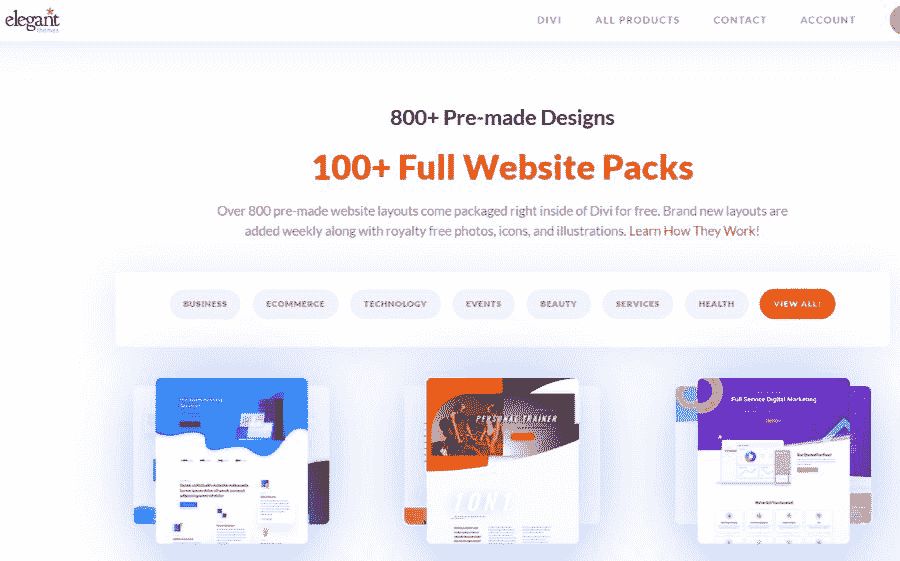 elegant
themes
DIVI
ALL PRODUCTS
CONTACT
ACCOUNT
800+ Pre-made Designs
100+ Full Website Packs
Over 800 pre-made website layouts come packaged right inside of Divi for free. Brand new layouts are
added weekly along with royalty free photos, icons, and illustrations. Learn How They Work!
BUSINESS
ECOMMERCE
TECHNOLOGY
EVENTS
BEAUTY
SERVICES
HEALTH
VIEW ALL!
PERSONAL TRAINER
Full Service Digital Marketing